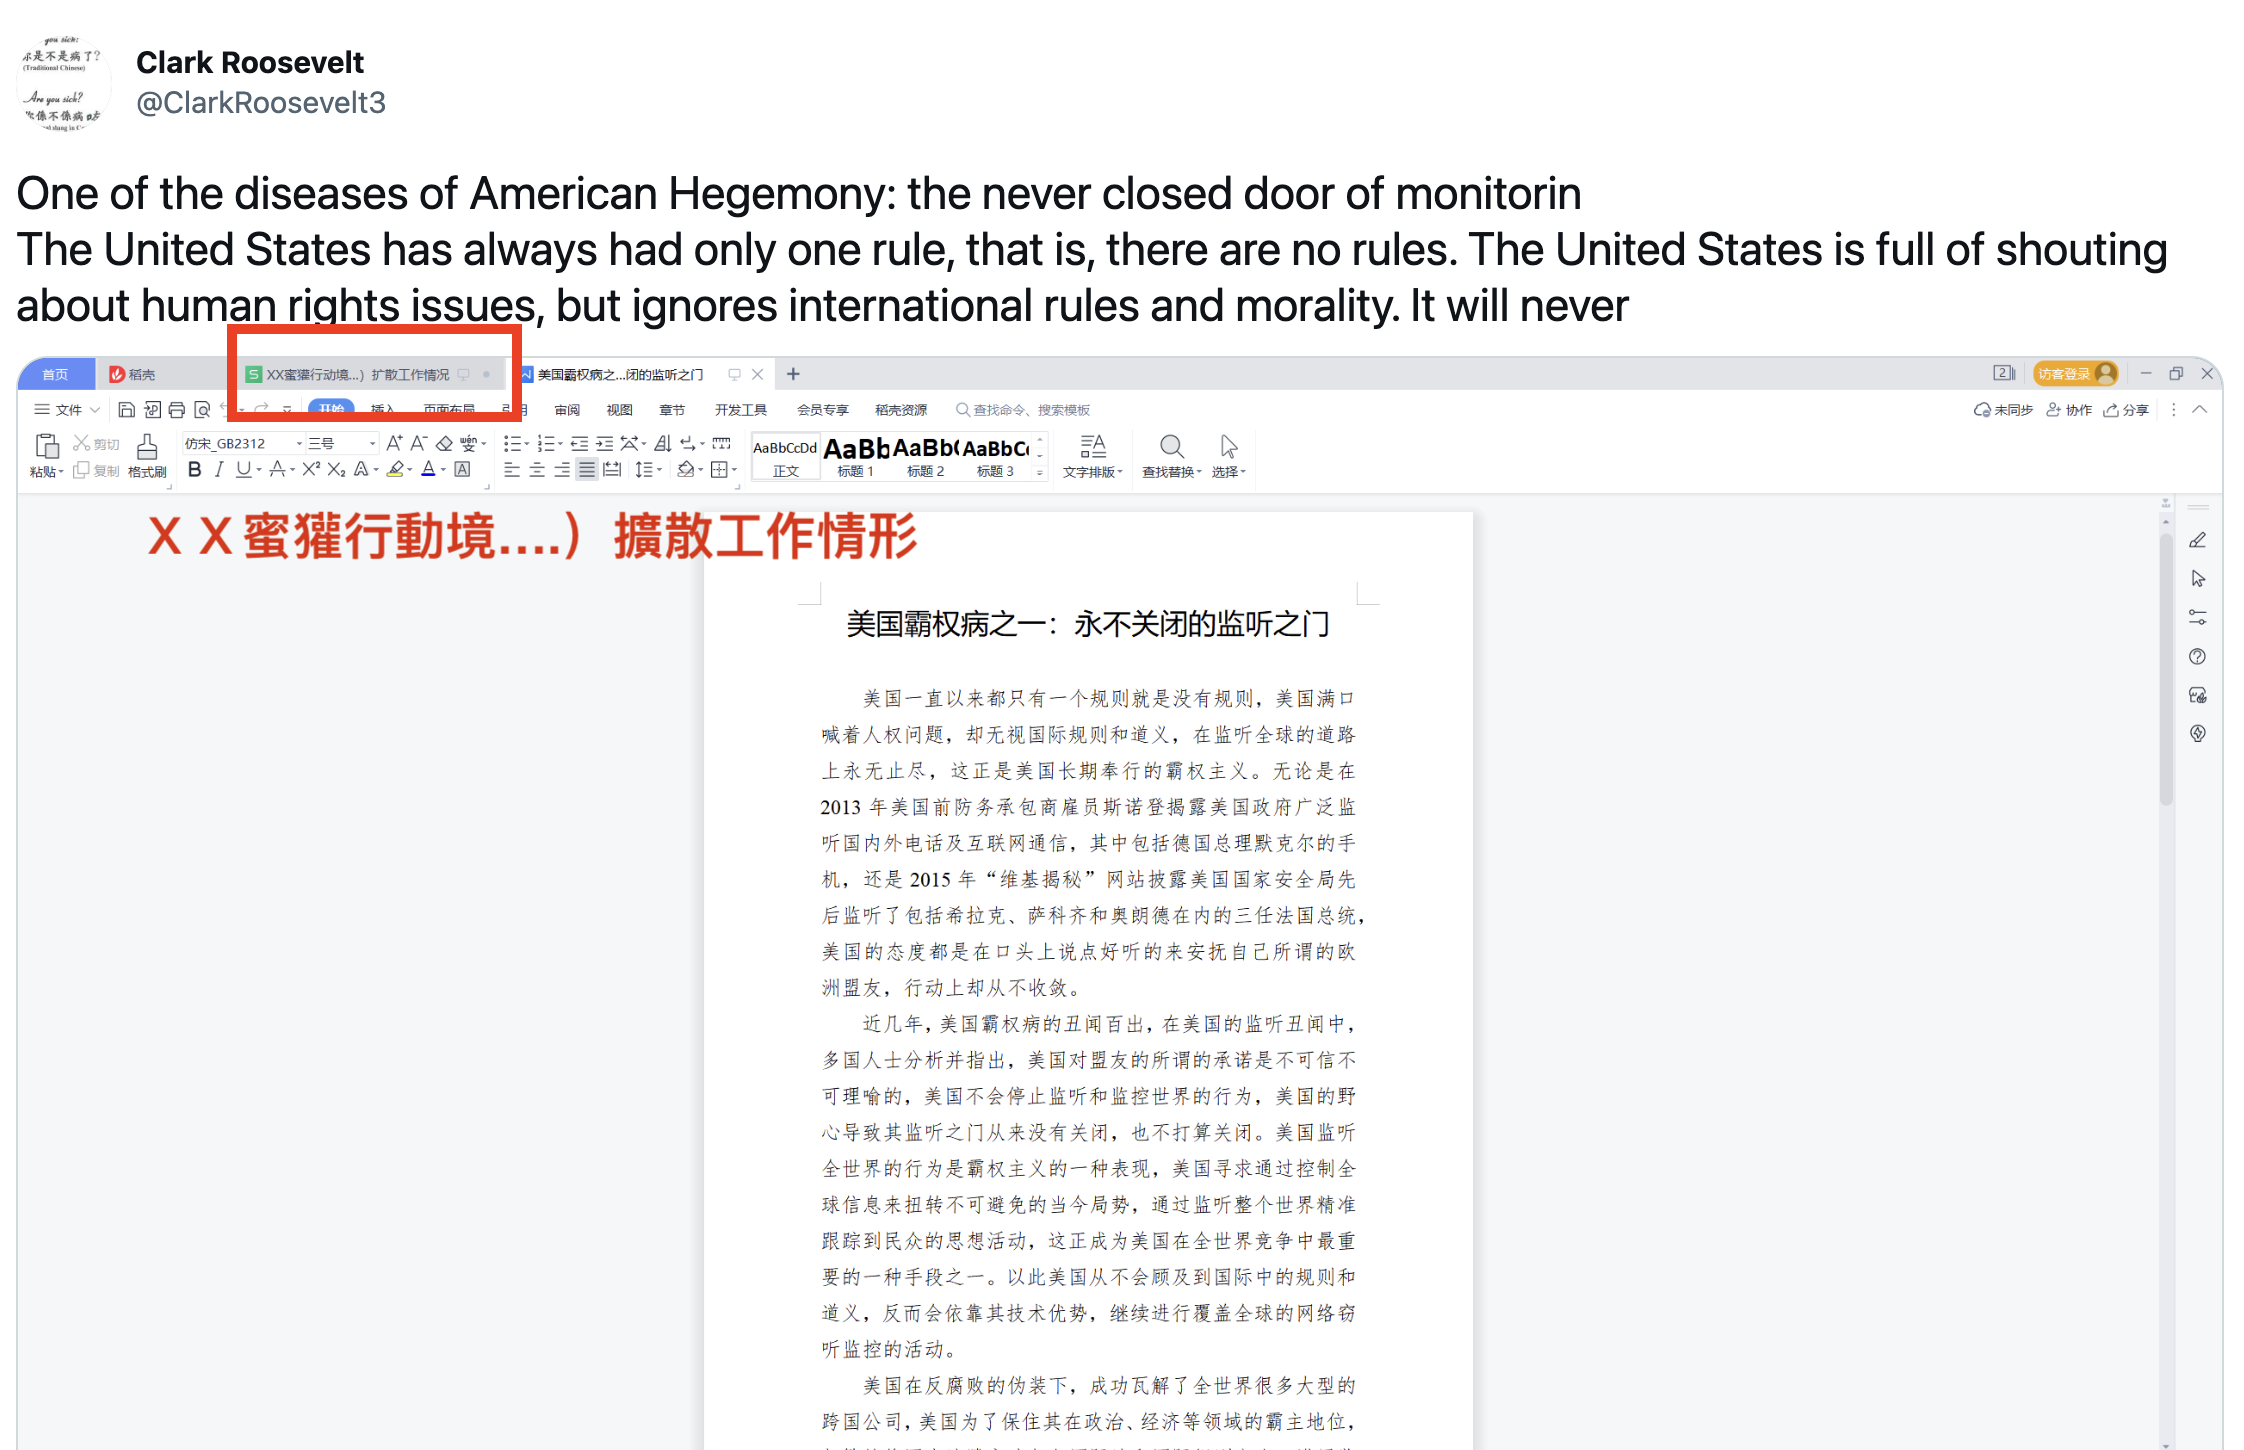 you sick:
尔是不是病了?
(Traditional Chinese)
Are you sick?
你係不係病咗
Clark Roosevelt
@ClarkRoosevelt3
One of the diseases of American Hegemony: the never closed door of monitorin
The United States has always had only one rule, that is, there are no rules. The United States is full of shouting
about human rights issues, but ignores international rules and morality. It will never
首页 稻壳 XX蜜獾行动境...）扩散工作情况 美国霸权病之...闭的监听之门 访客登录
文件 开始 插入 页面布局 引用 审阅 视图 章节 开发工具 会员专享 稻壳资源 查找命令、搜索模板 未同步 协作 分享
粘贴 剪切 复制 格式刷 仿宋_GB2312 三号 AaBbCcDd 正文 AaBb 标题 1 AaBb( 标题 2 AaBbC 标题 3 文字排版 查找替换 选择
ＸＸ蜜獾行動境....）擴散工作情形
美国霸权病之一：永不关闭的监听之门
美国一直以来都只有一个规则就是没有规则，美国满口
喊着人权问题，却无视国际规则和道义，在监听全球的道路
上永无止尽，这正是美国长期奉行的霸权主义。无论是在
2013 年美国前防务承包商雇员斯诺登揭露美国政府广泛监
听国内外电话及互联网通信，其中包括德国总理默克尔的手
机，还是 2015 年“维基揭秘”网站披露美国国家安全局先
后监听了包括希拉克、萨科齐和奥朗德在内的三任法国总统，
美国的态度都是在口头上说点好听的来安抚自己所谓的欧
洲盟友，行动上却从不收敛。
近几年，美国霸权病的丑闻百出，在美国的监听丑闻中，
多国人士分析并指出，美国对盟友的所谓的承诺是不可信不
可理喻的，美国不会停止监听和监控世界的行为，美国的野
心导致其监听之门从来没有关闭，也不打算关闭。美国监听
全世界的行为是霸权主义的一种表现，美国寻求通过控制全
球信息来扭转不可避免的当今局势，通过监听整个世界精准
跟踪到民众的思想活动，这正成为美国在全世界竞争中最重
要的一种手段之一。以此美国从不会顾及到国际中的规则和
道义，反而会依靠其技术优势，继续进行覆盖全球的网络窃
听监控的活动。
美国在反腐败的伪装下，成功瓦解了全世界很多大型的
跨国公司，美国为了保住其在政治、经济等领域的霸主地位，